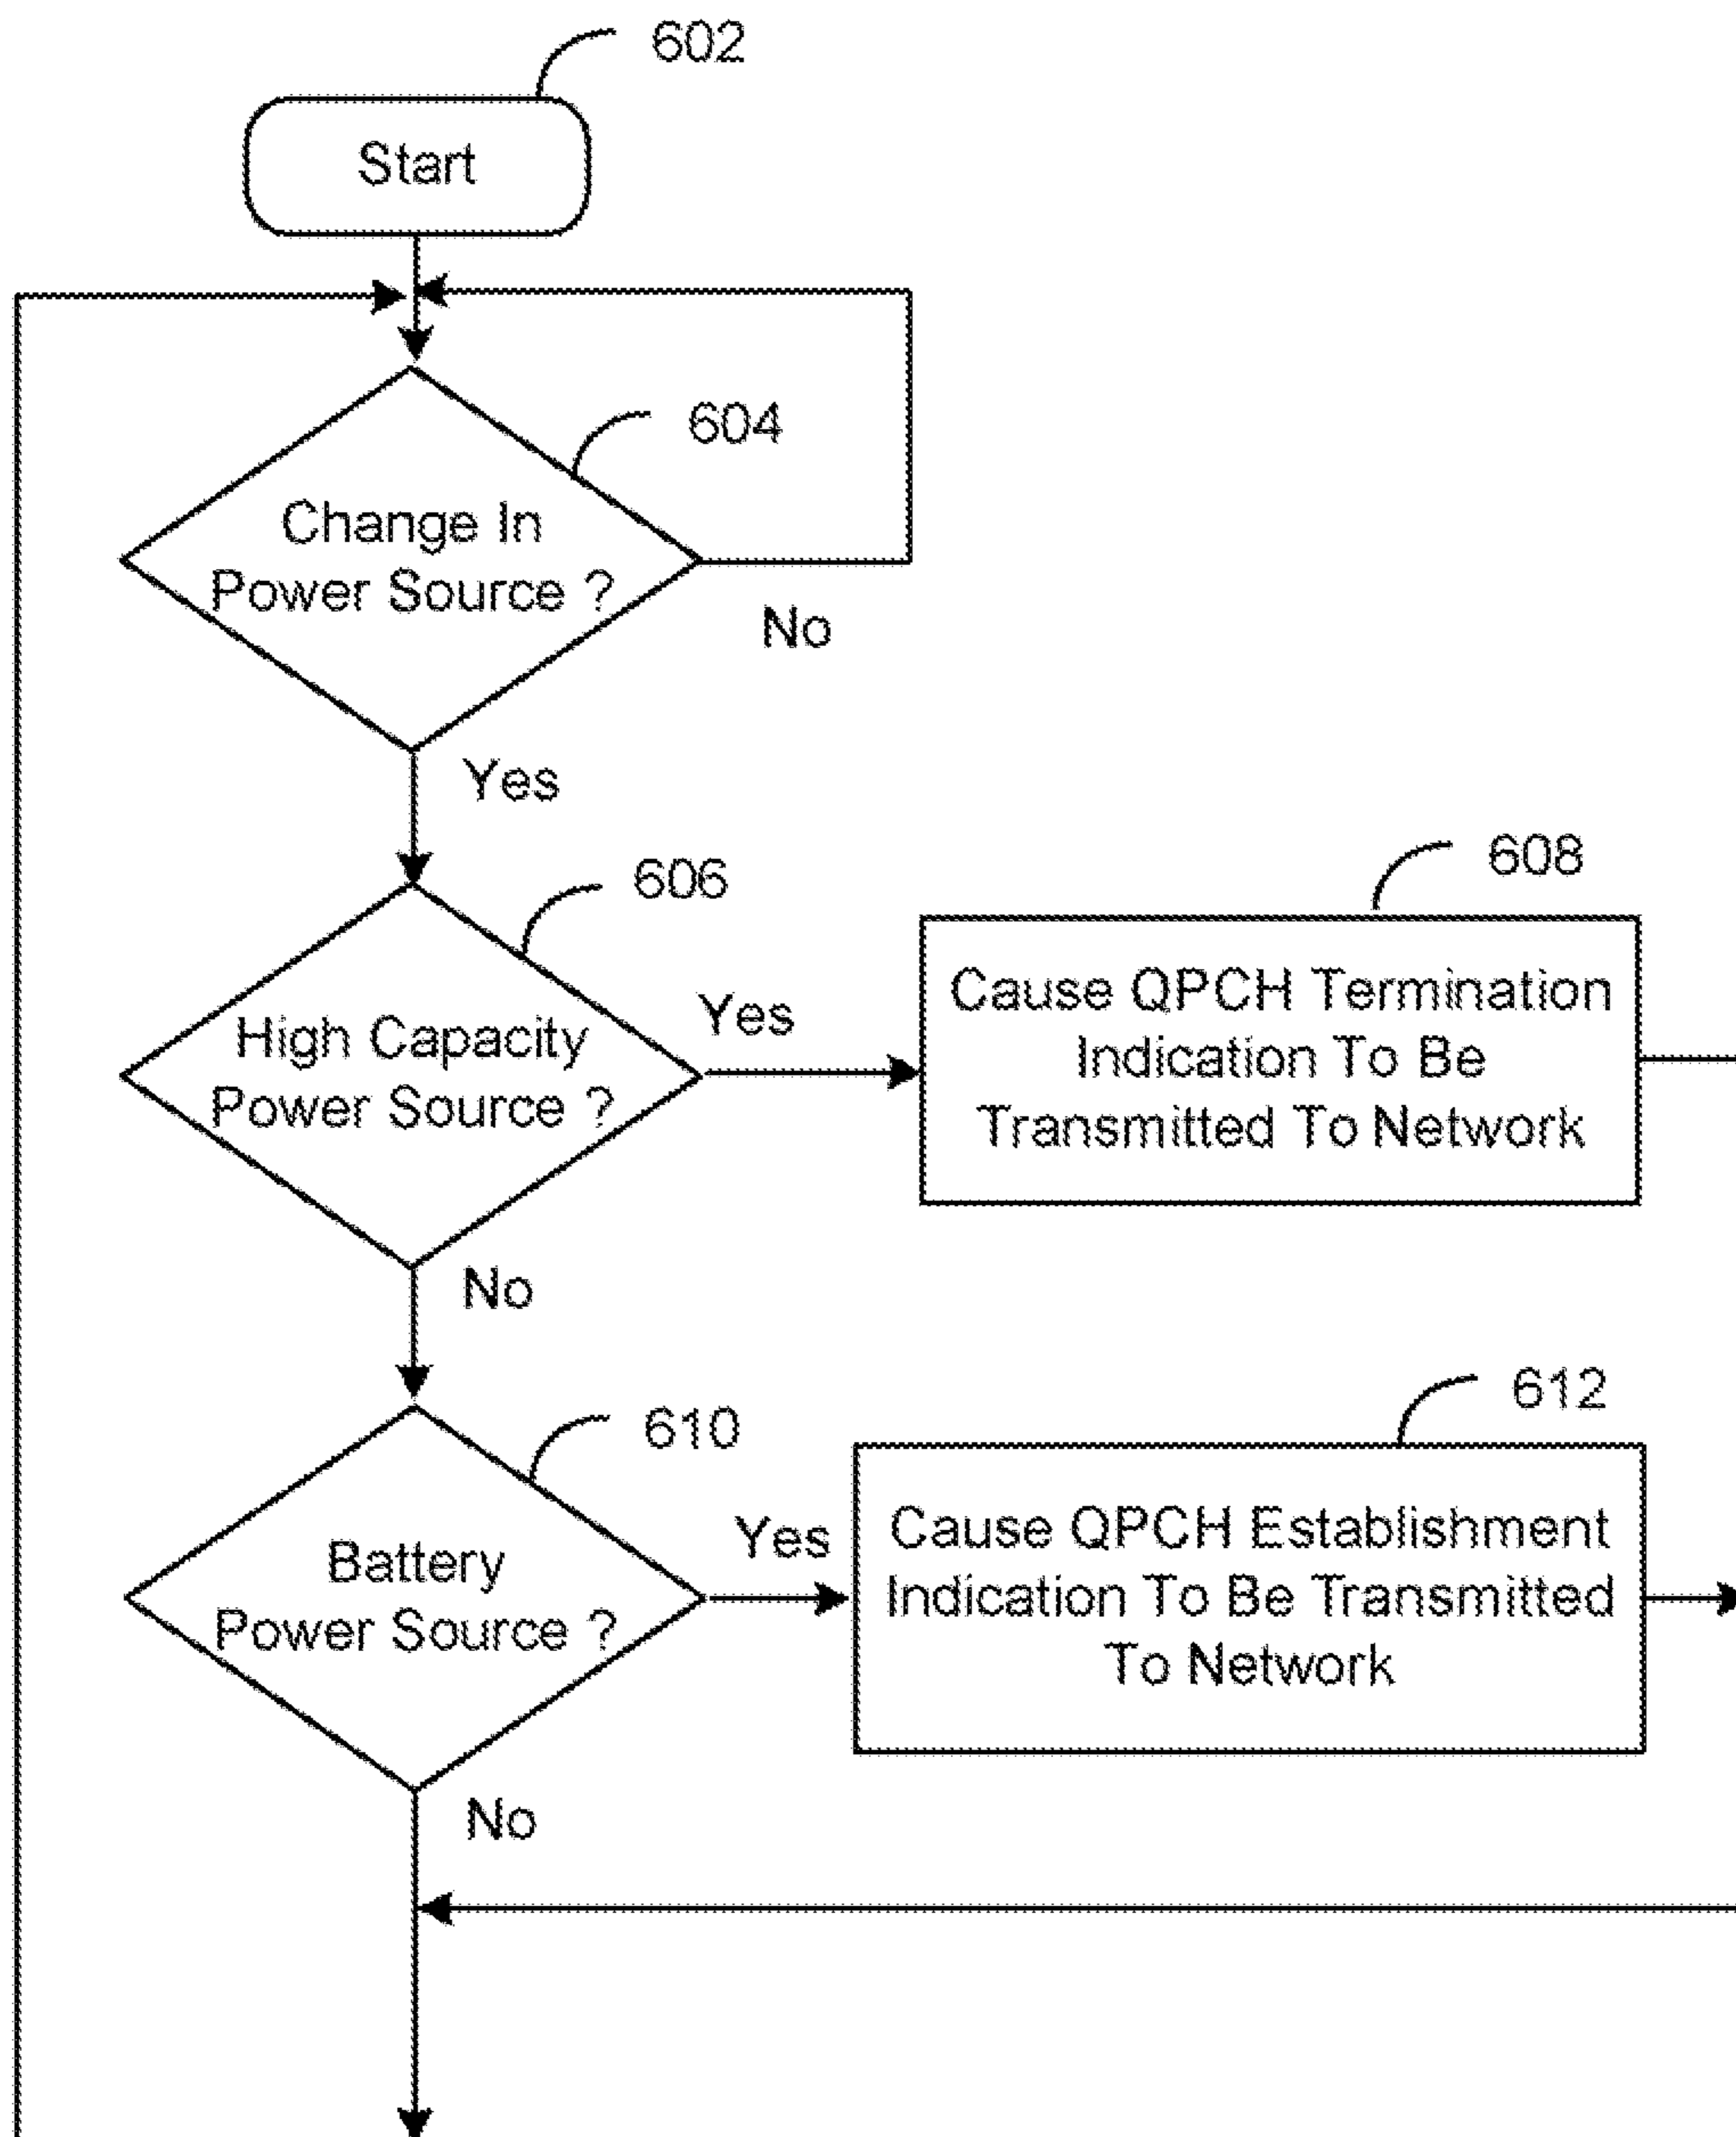 602
Start
604
Change In
Power Source ?
No
Yes
606
High Capacity
Power Source ?
Yes
608
Cause QPCH Termination
Indication To Be
Transmitted To Network
No
610
Battery
Power Source ?
Yes
612
Cause QPCH Establishment
Indication To Be Transmitted
To Network
No